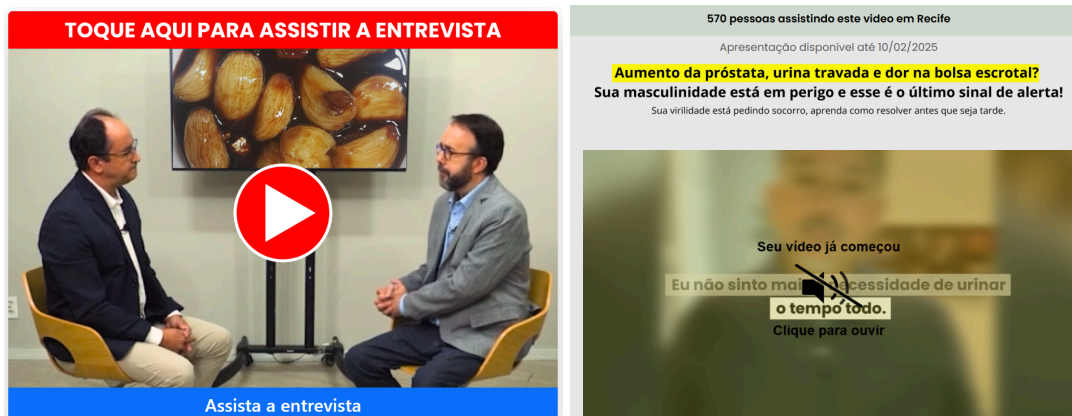 TOQUE AQUI PARA ASSISTIR A ENTREVISTA
Assista a entrevista
570 pessoas assistindo este video em Recife
Apresentação disponível até 10/02/2025
Aumento da próstata, urina travada e dor na bolsa escrotal?
Sua masculinidade está em perigo e esse é o último sinal de alerta!
Sua virilidade está pedindo socorro, aprenda como resolver antes que seja tarde.
Seu vídeo já começou
Eu não sinto mais necessidade de urinar
o tempo todo.
Clique para ouvir